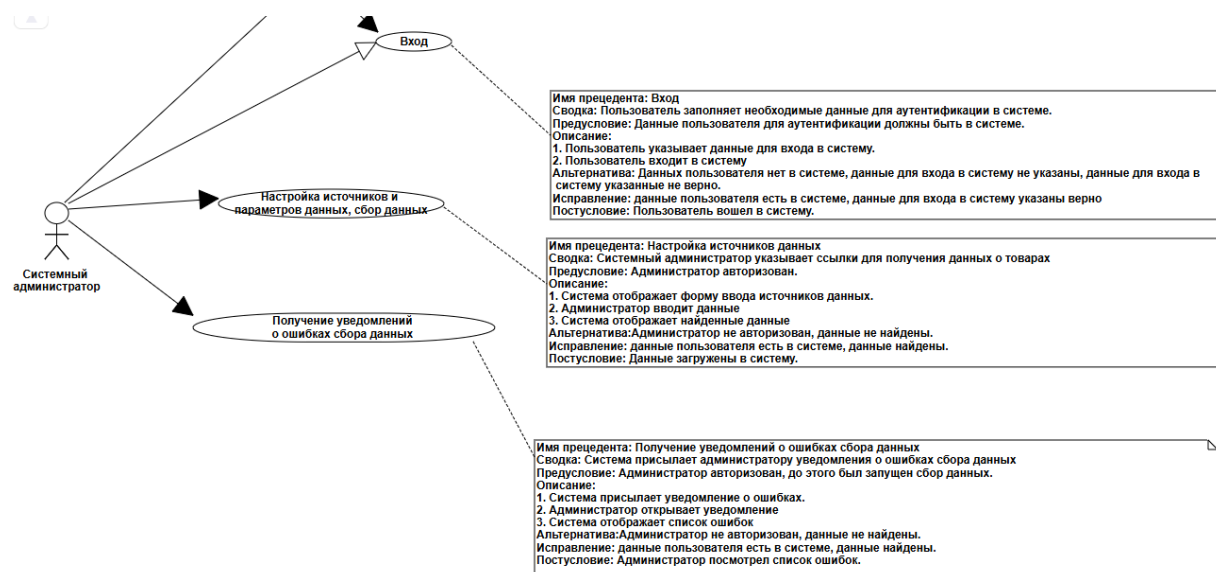 Вход
Имя прецедента: Вход
Сводка: Пользователь заполняет необходимые данные для аутентификации в системе.
Предусловие: Данные пользователя для аутентификации должны быть в системе.
Описание:
1. Пользователь указывает данные для входа в систему.
2. Пользователь входит в систему
Альтернатива: Данных пользователя нет в системе, данные для входа в систему не указаны, данные для входа в
систему указанные не верно.
Исправление: данные пользователя есть в системе, данные для входа в систему указаны верно
Постусловие: Пользователь вошел в систему.
Настройка источников и
параметров данных, сбор данных
Системный
администратор
Имя прецедента: Настройка источников данных
Сводка: Системный администратор указывает ссылки для получения данных о товарах
Предусловие: Администратор авторизован.
Описание:
1. Система отображает форму ввода источников данных.
2. Администратор вводит данные
3. Система отображает найденные данные
Альтернатива:Администратор не авторизован, данные не найдены.
Исправление: данные пользователя есть в системе, данные найдены.
Постусловие: Данные загружены в систему.
Получение уведомлений
о ошибках сбора данных
Имя прецедента: Получение уведомлений о ошибках сбора данных
Сводка: Система присылает администратору уведомления о ошибках сбора данных
Предусловие: Администратор авторизован, до этого был запущен сбор данных.
Описание:
1. Система присылает уведомление о ошибках.
2. Администратор открывает уведомление
3. Система отображает список ошибок
Альтернатива:Администратор не авторизован, данные не найдены.
Исправление: данные пользователя есть в системе, данные найдены.
Постусловие: Администратор посмотрел список ошибок.